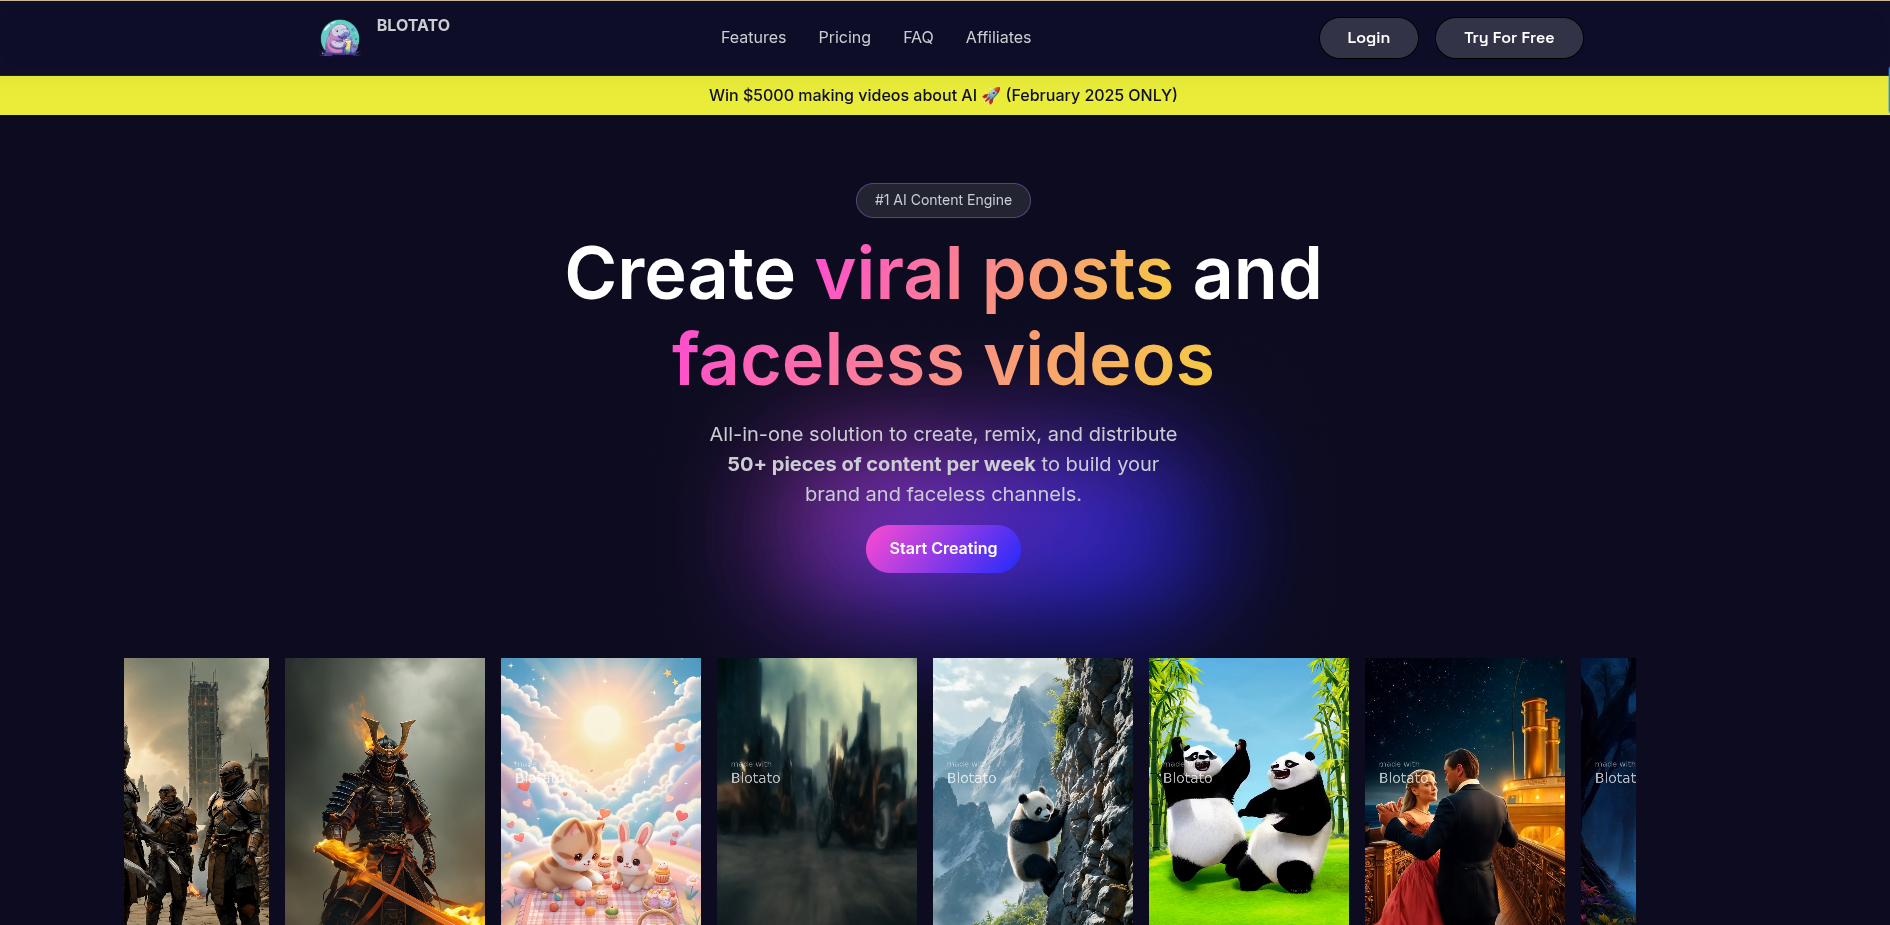 BLOTATO
Features Pricing FAQ Affiliates
Login Try For Free
Win $5000 making videos about AI 🚀 (February 2025 ONLY)
#1 AI Content Engine
Create viral posts and
faceless videos
All-in-one solution to create, remix, and distribute
50+ pieces of content per week to build your
brand and faceless channels.
Start Creating
made with
Blotato
made with
Blotato
made with
Blotato
made with
Blotato
made with
Blotato
made with
Blotat